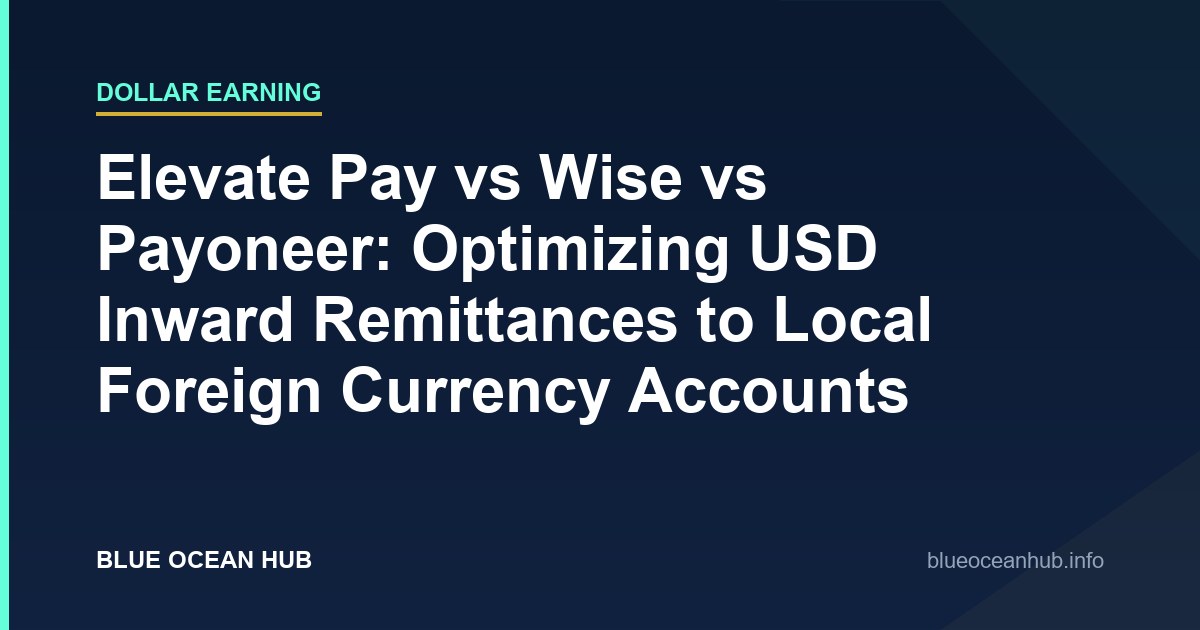 DOLLAR EARNING
Elevate Pay vs Wise vs
Payoneer: Optimizing USD
Inward Remittances to Local
Foreign Currency Accounts
BLUE OCEAN HUB
blueoceanhub.info